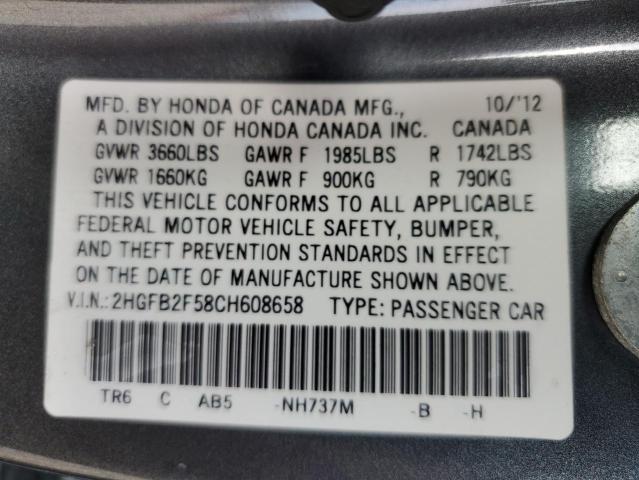 MFD. BY HONDA OF CANADA MFG., 10/'12
A DIVISION OF HONDA CANADA INC. CANADA
GVWR 3660LBS GAWR F 1985LBS R 1742LBS
GVWR 1660KG GAWR F 900KG R 790KG
THIS VEHICLE CONFORMS TO ALL APPLICABLE
FEDERAL MOTOR VEHICLE SAFETY, BUMPER,
AND THEFT PREVENTION STANDARDS IN EFFECT
ON THE DATE OF MANUFACTURE SHOWN ABOVE.
V.I.N.:2HGFB2F58CH608658 TYPE: PASSENGER CAR
TR6 C AB5 -NH737M -B -H